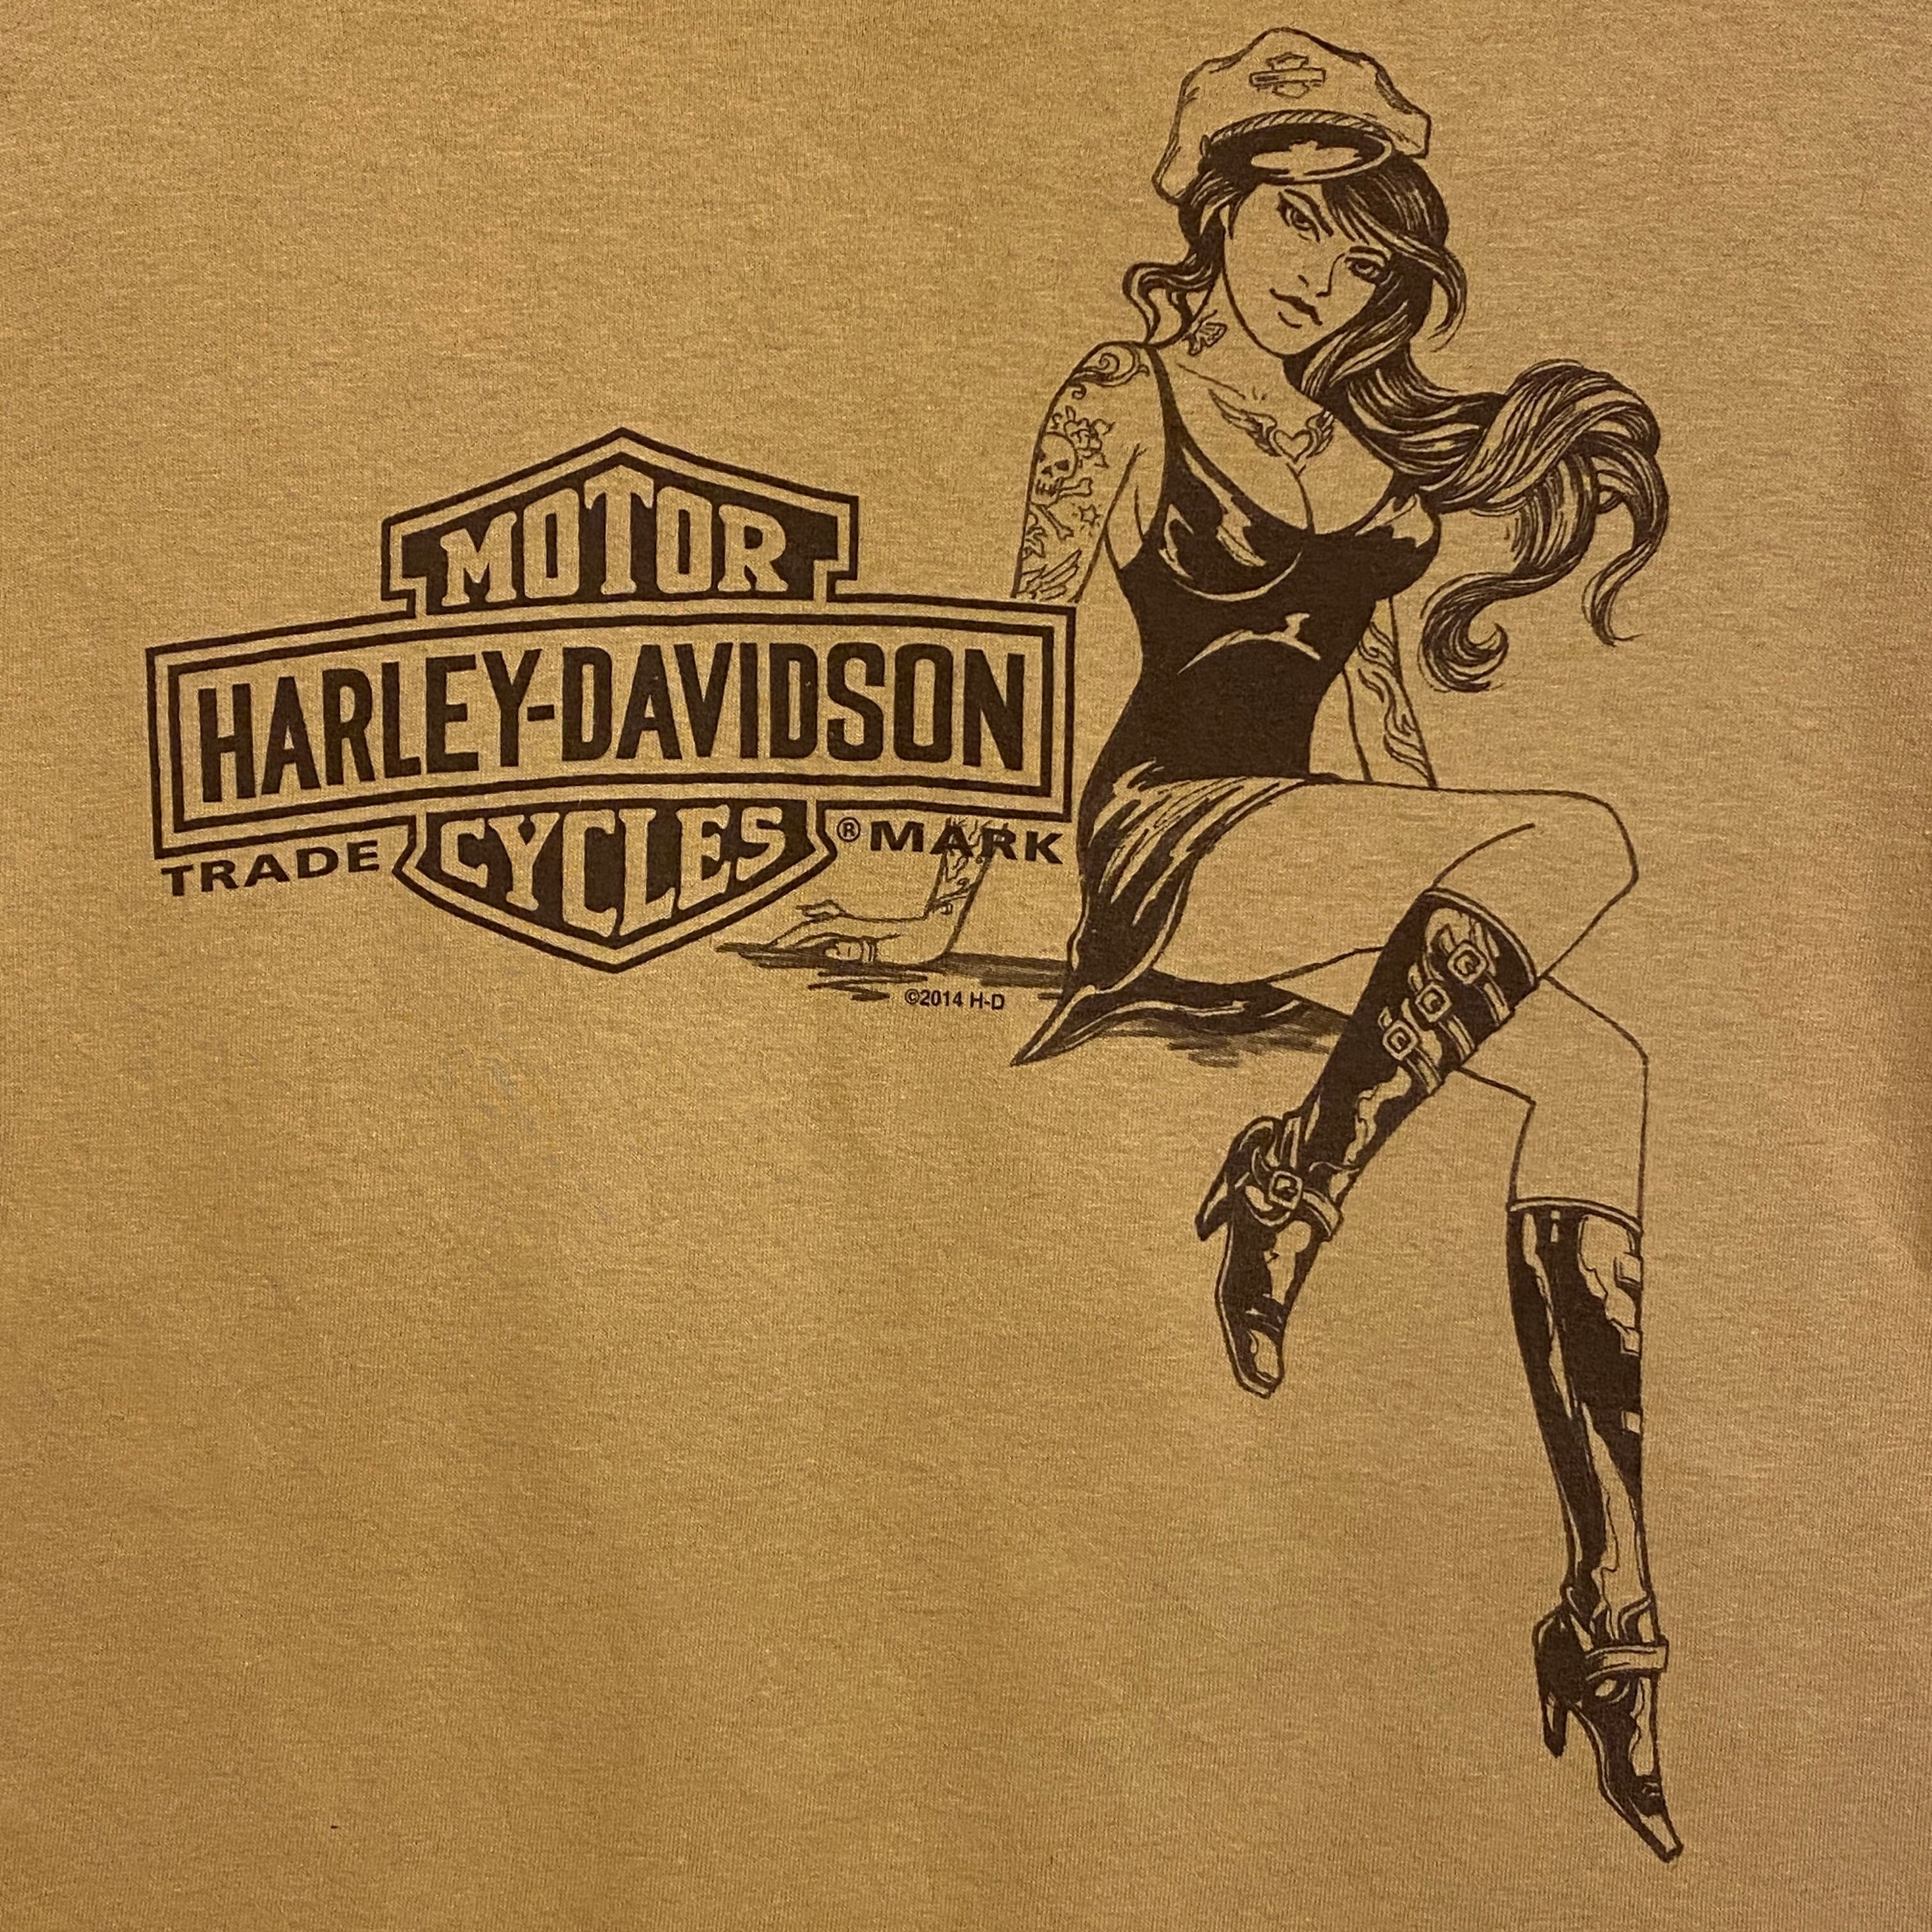 MOTOR
HARLEY-DAVIDSON
CYCLES
TRADE ® MARK
©2014 H-D